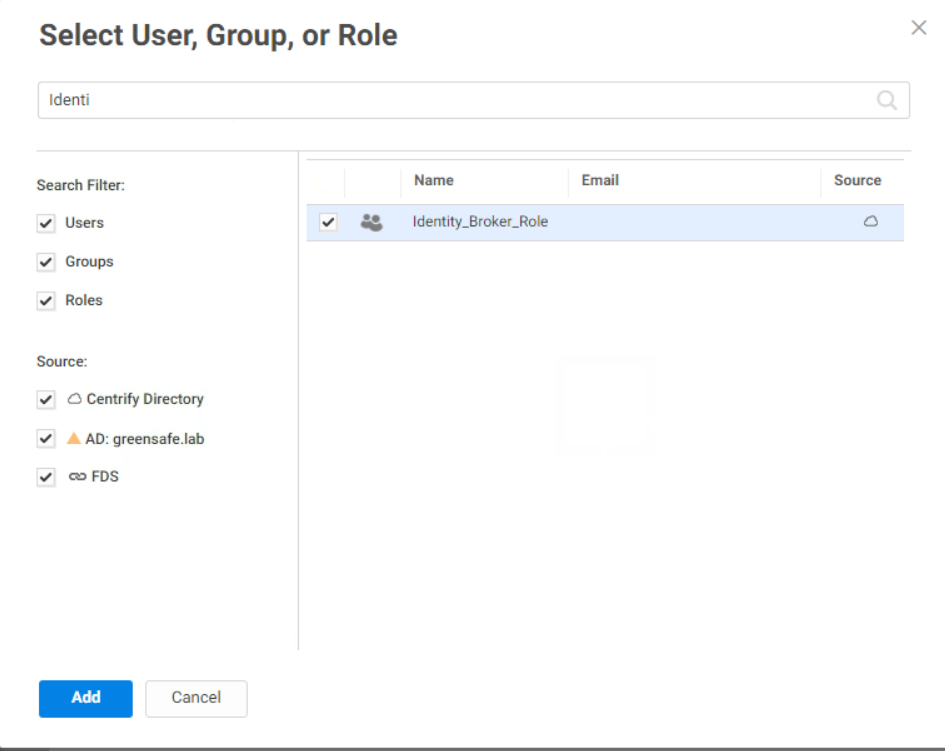 Select User, Group, or Role
Identi
Search Filter:
Users
Groups
Roles
Source:
Centrify Directory
AD: greensafe.lab
FDS
Name Email Source
Identity_Broker_Role
Add Cancel